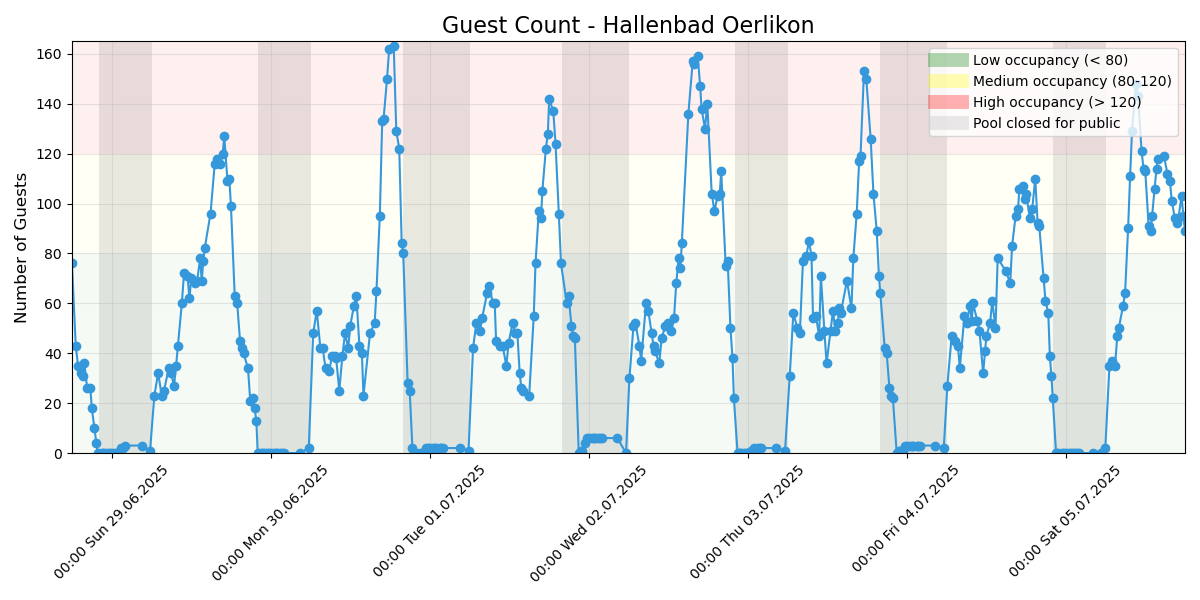 Guest Count - Hallenbad Oerlikon
Number of Guests
160
140
120
100
80
60
40
20
0
Low occupancy (< 80)
Medium occupancy (80-120)
High occupancy (> 120)
Pool closed for public
00:00 Sun 29.06.2025
00:00 Mon 30.06.2025
00:00 Tue 01.07.2025
00:00 Wed 02.07.2025
00:00 Thu 03.07.2025
00:00 Fri 04.07.2025
00:00 Sat 05.07.2025